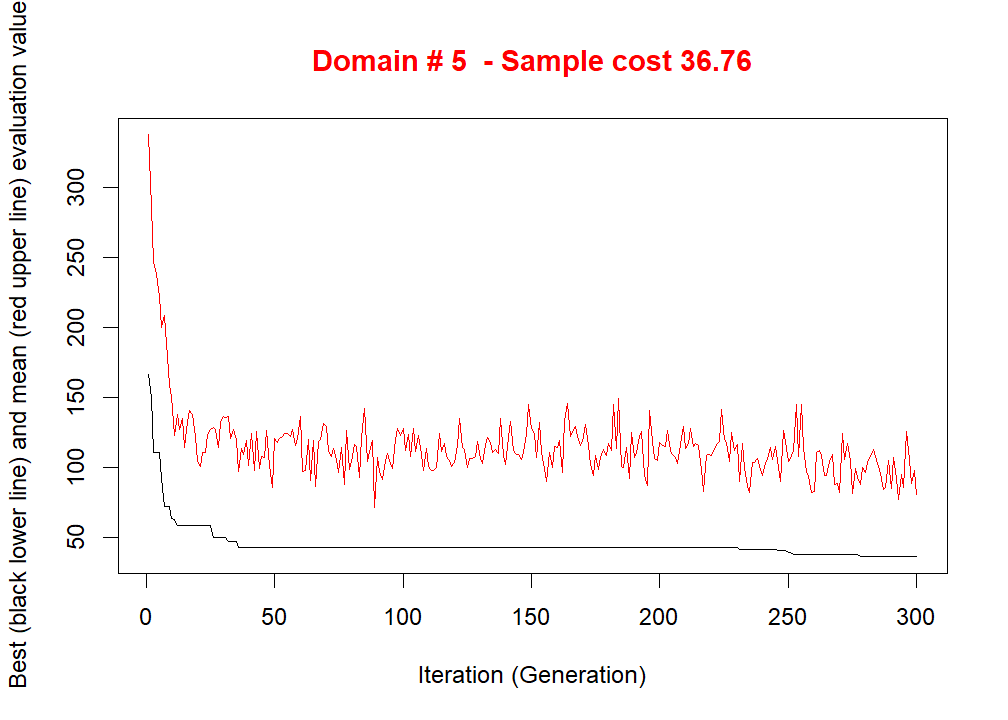 Domain # 5  - Sample cost 36.76
Best (black lower line) and mean (red upper line) evaluation value
300
250
200
150
100
50
0 50 100 150 200 250 300
Iteration (Generation)